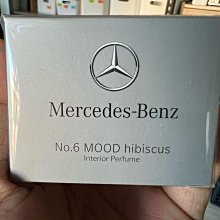 Mercedes-Benz
No.6 MOOD hibiscus
Interior Perfume